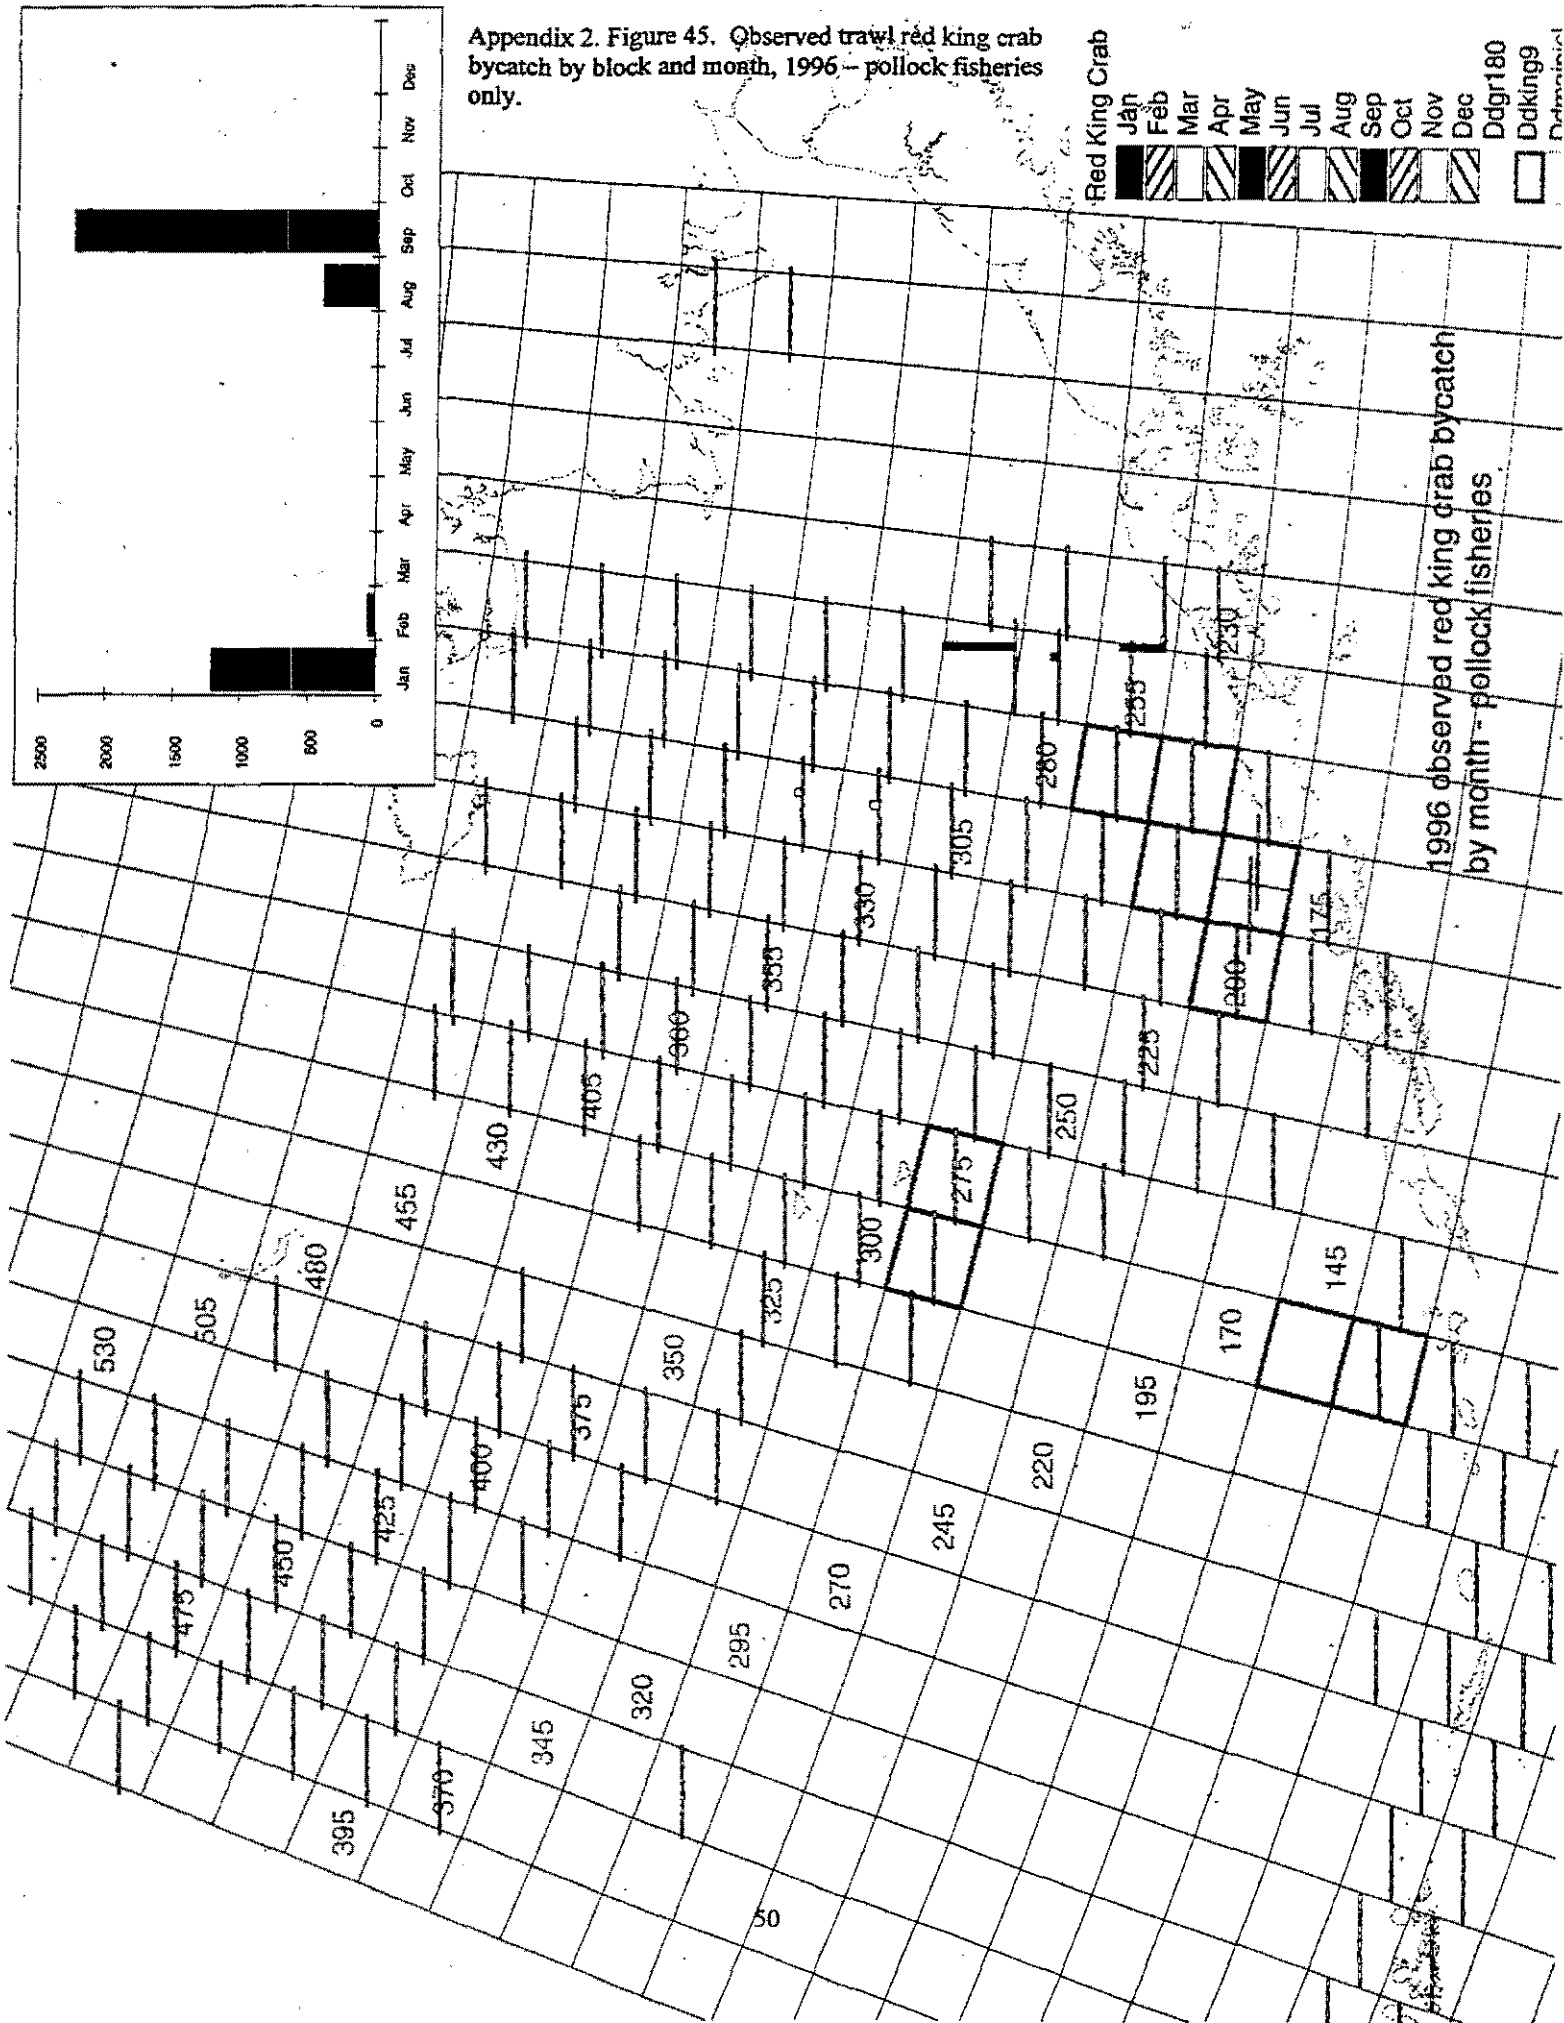 Appendix 2. Figure 45. Observed trawl red king crab
bycatch by block and month, 1996 – pollock fisheries
only.
2500
2000
1500
1000
500
0
Jan
Feb
Mar
Apr
May
Jun
Jul
Aug
Sep
Oct
Nov
Dec
Red King Crab
Jan
Feb
Mar
Apr
May
Jun
Jul
Aug
Sep
Oct
Nov
Dec
Ddgr180
Ddking9
1996 observed red king crab bycatch
by month - pollock fisheries
530
505
480
455
430
405
380
355
330
305
280
255
230
475
450
425
400
375
350
325
300
275
250
225
200
175
395
370
345
320
295
270
245
220
195
170
145
50